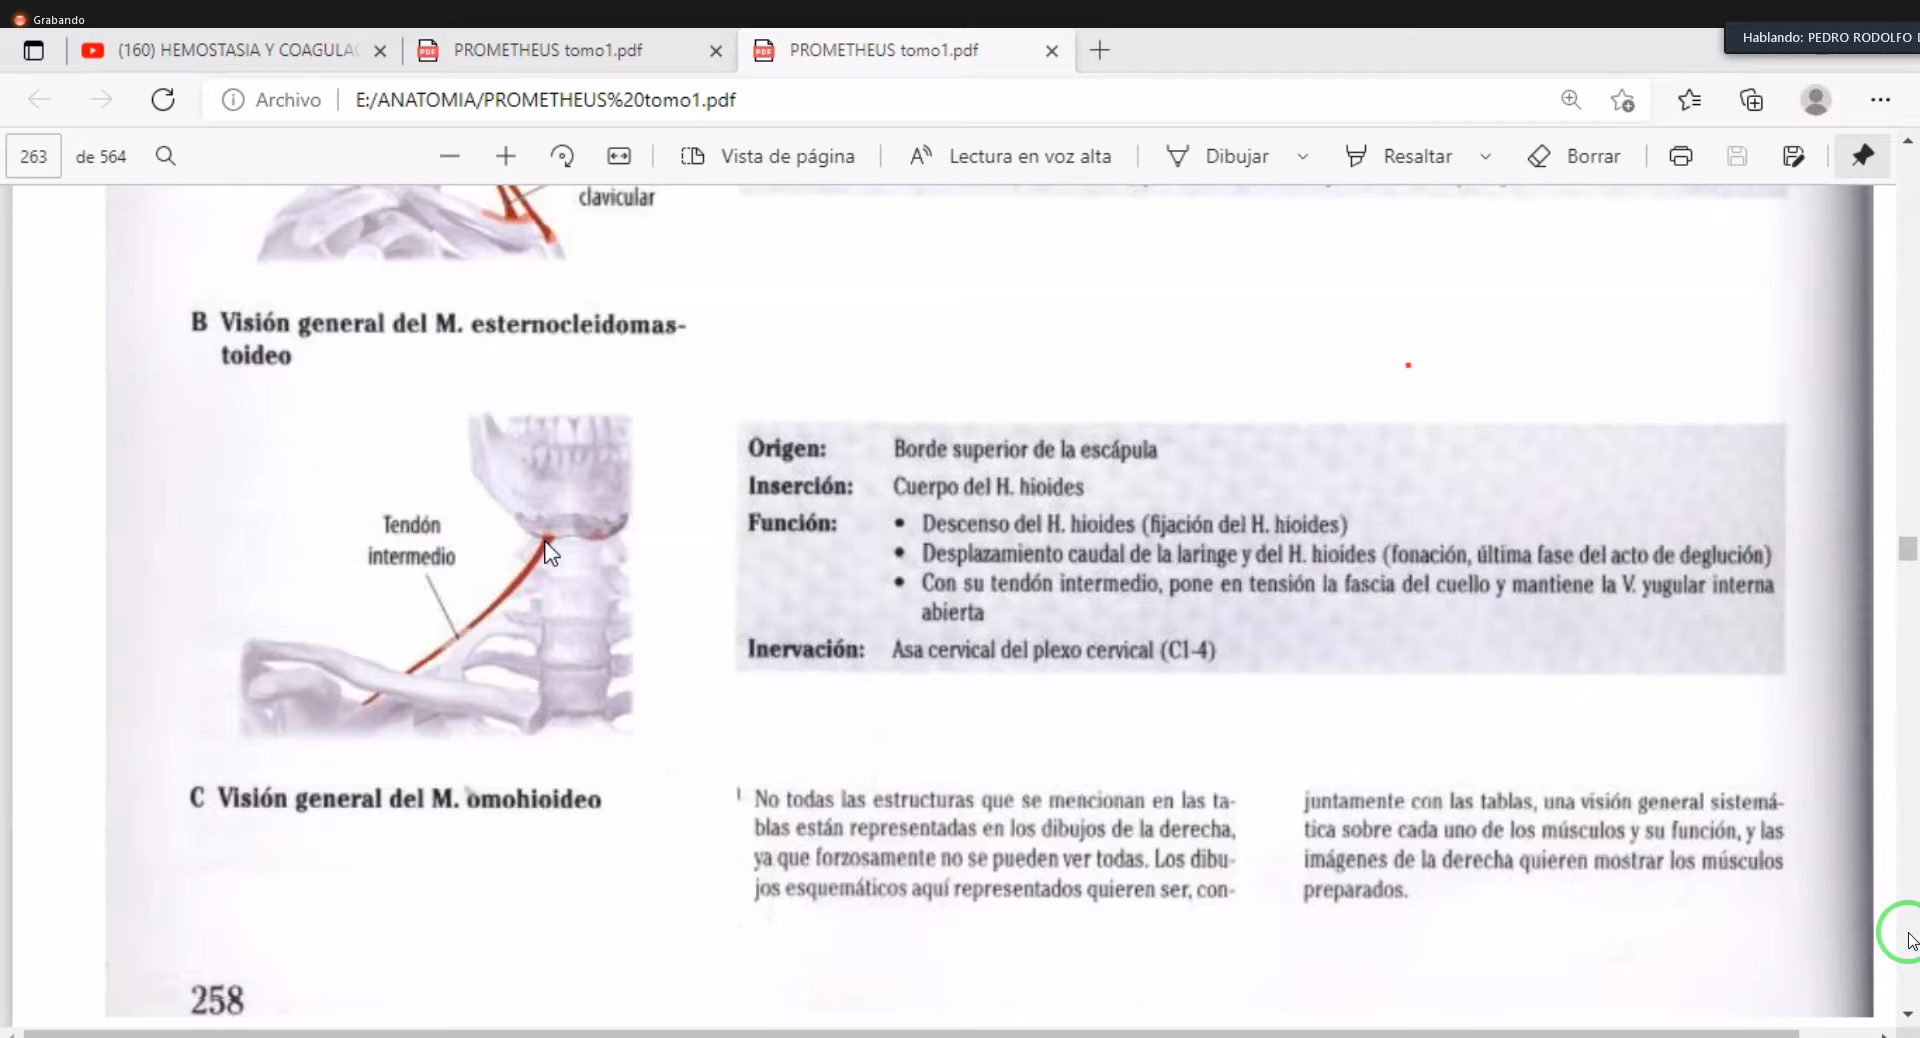 Grabando
(160) HEMOSTASIA Y COAGULA
PROMETHEUS tomo1.pdf
PROMETHEUS tomo1.pdf
Hablando: PEDRO RODOLFO
Archivo
E:/ANATOMIA/PROMETHEUS%20tomo1.pdf
263 de 564
Vista de página
Lectura en voz alta
Dibujar
Resaltar
Borrar
clavicular
B Visión general del M. esternocleidomas-
toideo
Tendón
intermedio
Origen: Borde superior de la escápula
Inserción: Cuerpo del H. hioides
Función: • Descenso del H. hioides (fijación del H. hioides)
• Desplazamiento caudal de la laringe y del H. hioides (fonación, última fase del acto de deglución)
• Con su tendón intermedio, pone en tensión la fascia del cuello y mantiene la V. yugular interna
abierta
Inervación: Asa cervical del plexo cervical (C1-4)
C Visión general del M. omohioideo
1 No todas las estructuras que se mencionan en las ta-
blas están representadas en los dibujos de la derecha,
ya que forzosamente no se pueden ver todas. Los dibu-
jos esquemáticos aquí representados quieren ser, con-
juntamente con las tablas, una visión general sistemá-
tica sobre cada uno de los músculos y su función, y las
imágenes de la derecha quieren mostrar los músculos
preparados.
258